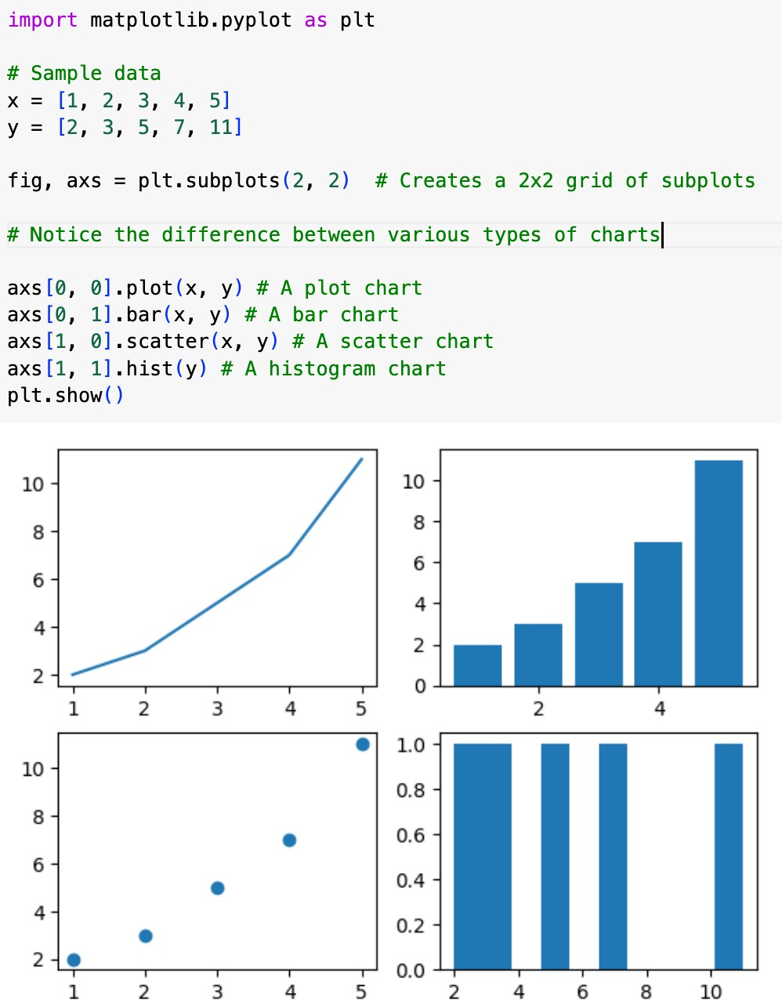 import matplotlib.pyplot as plt
# Sample data
x = [1, 2, 3, 4, 5]
y = [2, 3, 5, 7, 11]
fig, axs = plt.subplots(2, 2)  # Creates a 2x2 grid of subplots
# Notice the difference between various types of charts
axs[0, 0].plot(x, y) # A plot chart
axs[0, 1].bar(x, y) # A bar chart
axs[1, 0].scatter(x, y) # A scatter chart
axs[1, 1].hist(y) # A histogram chart
plt.show()
10
8
6
4
2
1 2 3 4 5
10
8
6
4
2
0
2 4
10
8
6
4
2
1 2 3 4 5
1.0
0.8
0.6
0.4
0.2
0.0
2 4 6 8 10